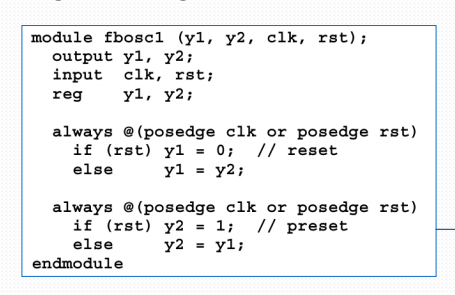 module fbosc1 (y1, y2, clk, rst);
output y1, y2;
input clk, rst;
reg y1, y2;
always @(posedge clk or posedge rst)
if (rst) y1 = 0; // reset
else y1 = y2;
always @(posedge clk or posedge rst)
if (rst) y2 = 1; // preset
else y2 = y1;
endmodule